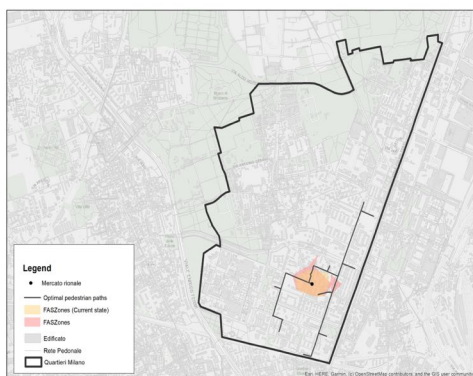 Legend
Mercato rionale
Optimal pedestrian paths
FASZones (Current state)
FASZones
Edificato
Rete Pedonale
Quartieri Milano
Esri, HERE, Garmin, (c) OpenStreetMap contributors, and the GIS user community